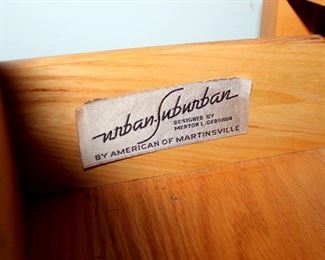 urban Suburban
DESIGNED BY
MERTON L. GERSHUN
BY AMERICAN OF MARTINSVILLE